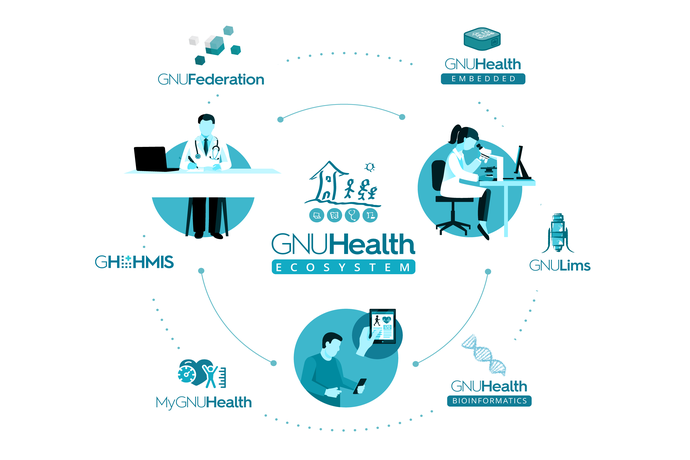 GNUFederation
GNUHealth
EMBEDDED
GNUHealth
ECOSYSTEM
GH HMIS
GNULims
MyGNUHealth
GNUHealth
BIOINFORMATICS